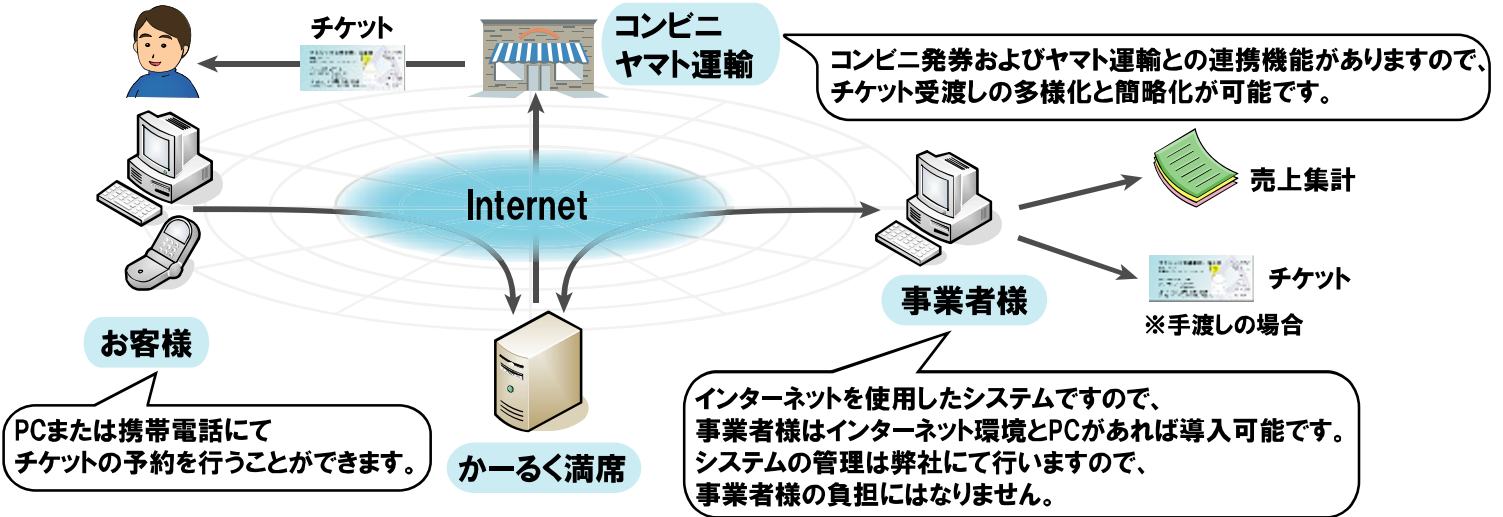 チケット
コンビニ
ヤマト運輸
コンビニ発券およびヤマト運輸との連携機能がありますので、
チケット受渡しの多様化と簡略化が可能です。
Internet
売上集計
チケット
※手渡しの場合
事業者様
お客様
PCまたは携帯電話にて
チケットの予約を行うことができます。
かーるく満席
インターネットを使用したシステムですので、
事業者様はインターネット環境とPCがあれば導入可能です。
システムの管理は弊社にて行いますので、
事業者様の負担にはなりません。